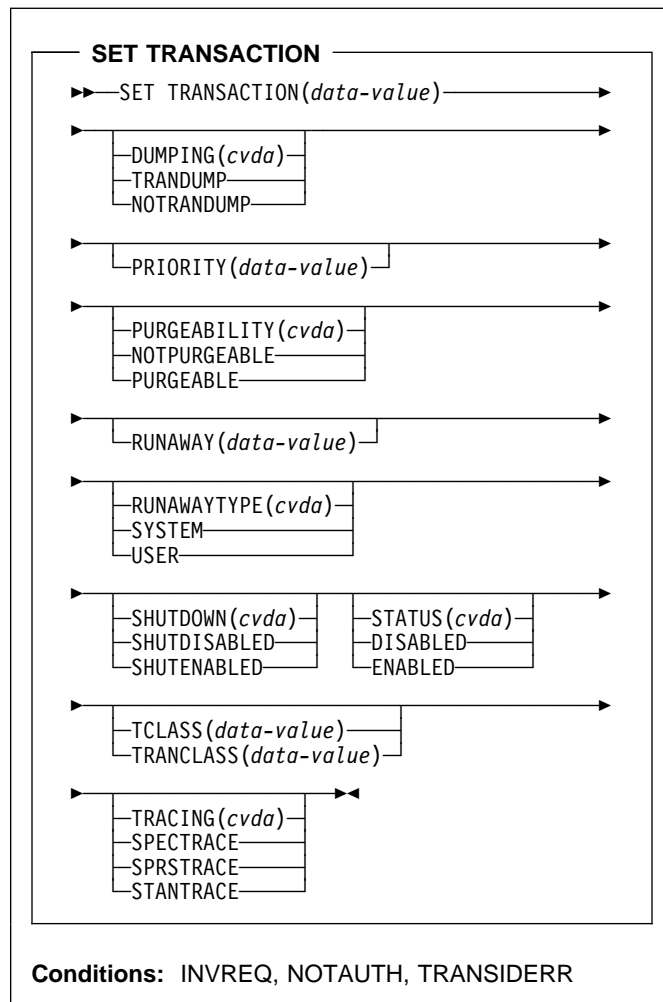 SET TRANSACTION
SET TRANSACTION(data-value)
DUMPING(cvda)
TRANDUMP
NOTRANDUMP
PRIORITY(data-value)
PURGEABILITY(cvda)
NOTPURGEABLE
PURGEABLE
RUNAWAY(data-value)
RUNAWAYTYPE(cvda)
SYSTEM
USER
SHUTDOWN(cvda) STATUS(cvda)
SHUTDISABLED DISABLED
SHUTENABLED ENABLED
TCLASS(data-value)
TRANCLASS(data-value)
TRACING(cvda)
SPECTRACE
SPRSTRACE
STANTRACE
Conditions: INVREQ, NOTAUTH, TRANSIDERR